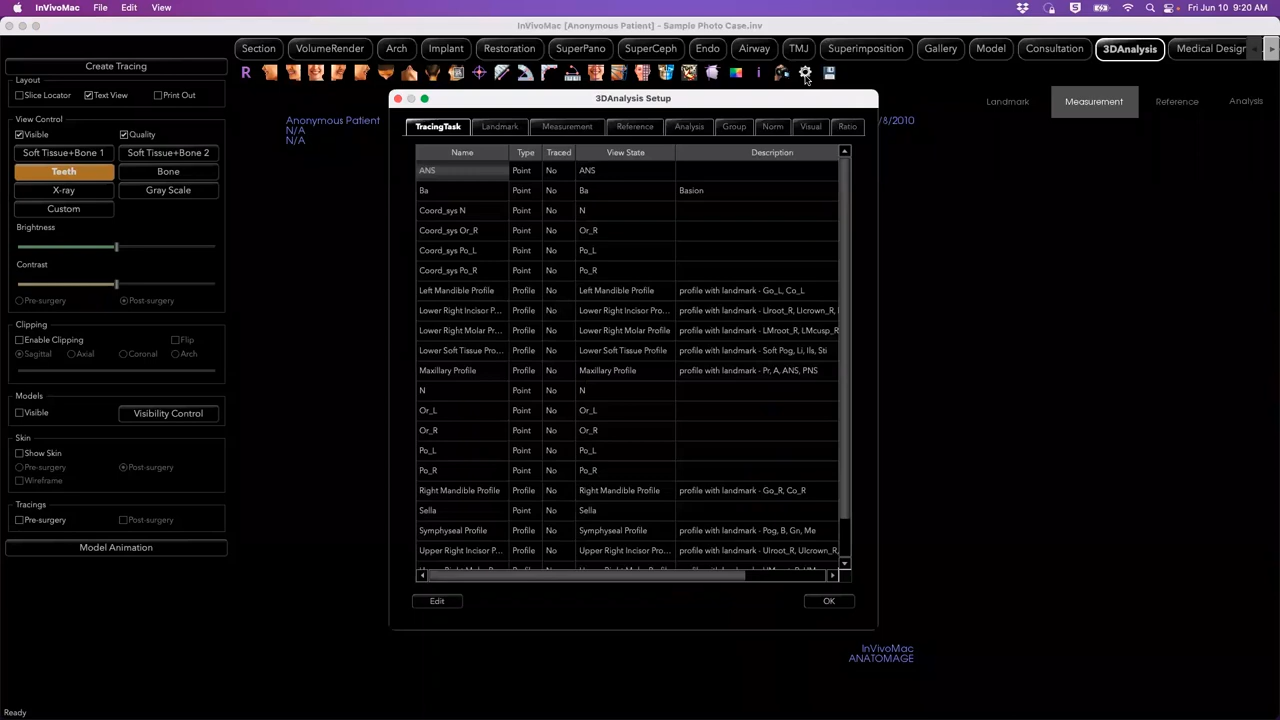 InVivoMac File Edit View Fri Jun 10 9:20 AM
InVivoMac [Anonymous Patient] - Sample Photo Case.inv
Section VolumeRender Arch Implant Restoration SuperPano SuperCeph Endo Airway TMJ Superimposition Gallery Model Consultation 3DAnalysis Medical Design
Create Tracing
Layout
Slice Locator Text View Print Out
View Control
Visible Quality
Soft Tissue+Bone 1 Soft Tissue+Bone 2
Teeth Bone
X-ray Gray Scale
Custom
Brightness
Contrast
Pre-surgery Post-surgery
Clipping
Enable Clipping Flip
Sagittal Axial Coronal Arch
Models
Visible Visibility Control
Skin
Show Skin
Pre-surgery Post-surgery
Wireframe
Tracings
Pre-surgery Post-surgery
Model Animation
Ready
R
i
Landmark Measurement Reference Analysis
Anonymous Patient /8/2010
N/A
N/A
3DAnalysis Setup
TracingTask Landmark Measurement Reference Analysis Group Norm Visual Ratio
Name Type Traced View State Description
ANS Point No ANS
Ba Point No Ba Basion
Coord_sys N Point No N
Coord_sys Or_R Point No Or_R
Coord_sys Po_L Point No Po_L
Coord_sys Po_R Point No Po_R
Left Mandible Profile Profile No Left Mandible Profile profile with landmark - Go_L, Co_L
Lower Right Incisor P... Profile No Lower Right Incisor Pro... profile with landmark - LIroot_R, LIcrown_R,
Lower Right Molar Pr... Profile No Lower Right Molar Profile profile with landmark - LMroot_R, LMcusp_R
Lower Soft Tissue Pro... Profile No Lower Soft Tissue Profile profile with landmark - Soft Pog, Li, Ils, Sti
Maxillary Profile Profile No Maxillary Profile profile with landmark - Pr, A, ANS, PNS
N Point No N
Or_L Point No Or_L
Or_R Point No Or_R
Po_L Point No Po_L
Po_R Point No Po_R
Right Mandible Profile Profile No Right Mandible Profile profile with landmark - Go_R, Co_R
Sella Point No Sella
Symphyseal Profile Profile No Symphyseal Profile profile with landmark - Pog, B, Gn, Me
Upper Right Incisor P... Profile No Upper Right Incisor Pro... profile with landmark - UIroot_R, UIcrown_R,
Edit OK
InVivoMac
ANATOMAGE